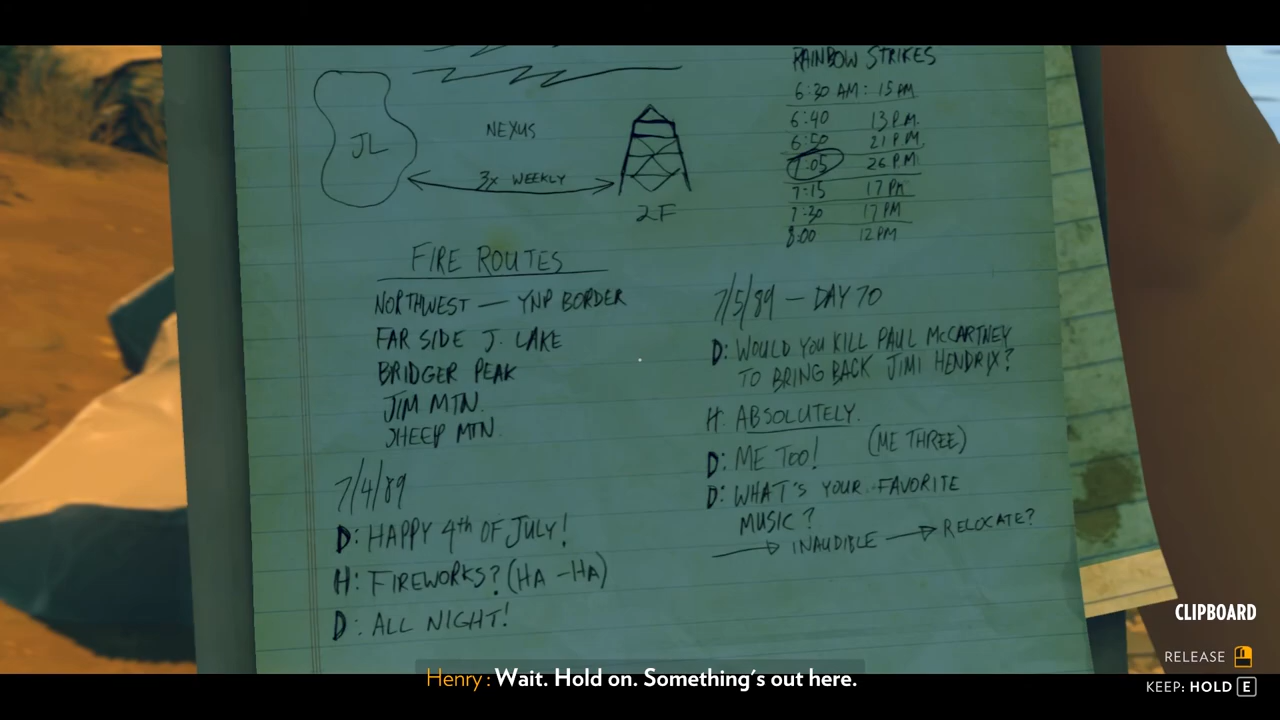 JL
NEXUS
3X WEEKLY
2F
RAINBOW STRIKES
6:30 AM: 15 PM
6:40 13 P.M.
6:50 21 P.M.
7:05 26 P.M.
7:15 17 PM
7:30 17 PM
8:00 12 PM
FIRE ROUTES
NORTHWEST — YNP BORDER
FAR SIDE J. LAKE
BRIDGER PEAK
JIM MTN.
SHEEP MTN.
7/4/89
D: HAPPY 4th OF JULY!
H: FIREWORKS? (HA-HA)
D: ALL NIGHT!
7/5/89 — DAY 70
D: WOULD YOU KILL PAUL McCARTNEY
TO BRING BACK JIMI HENDRIX?
H: ABSOLUTELY.
D: ME TOO! (ME THREE)
D: WHAT'S YOUR FAVORITE
MUSIC?
→ INAUDIBLE → RELOCATE?
CLIPBOARD
RELEASE
KEEP: HOLD E
Henry: Wait. Hold on. Something's out here.